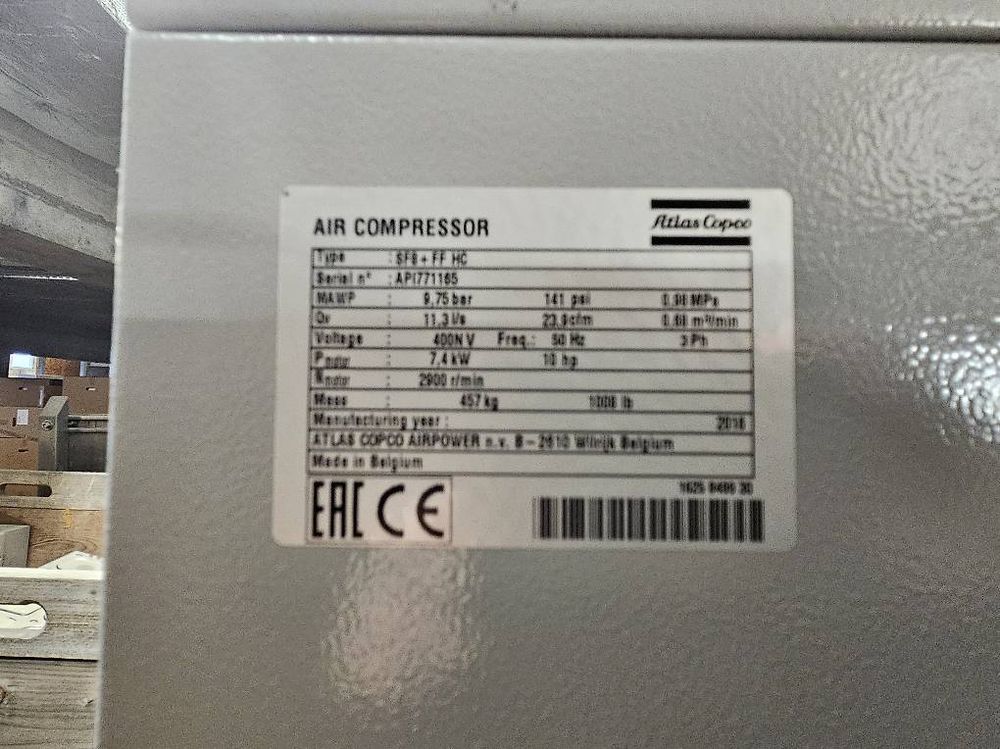 AIR COMPRESSOR
Atlas Copco
Type : SF8+ FF HC
Serial n° : API771165
MAWP : 9,75 bar 141 psi 0.98 MPa
Qv : 11,3 l/s 23,9cfm 0.68 m³/min
Voltage : 400N V Freq.: 50 Hz 3 Ph
Pmotor : 7,4 kW 10 hp
Nmotor : 2900 r/min
Mass : 457 kg 1008 lb
Manufacturing year :
ATLAS COPCO AIRPOWER n.v. B-2610 Wilrijk Belgium
Made in Belgium
EAC CE